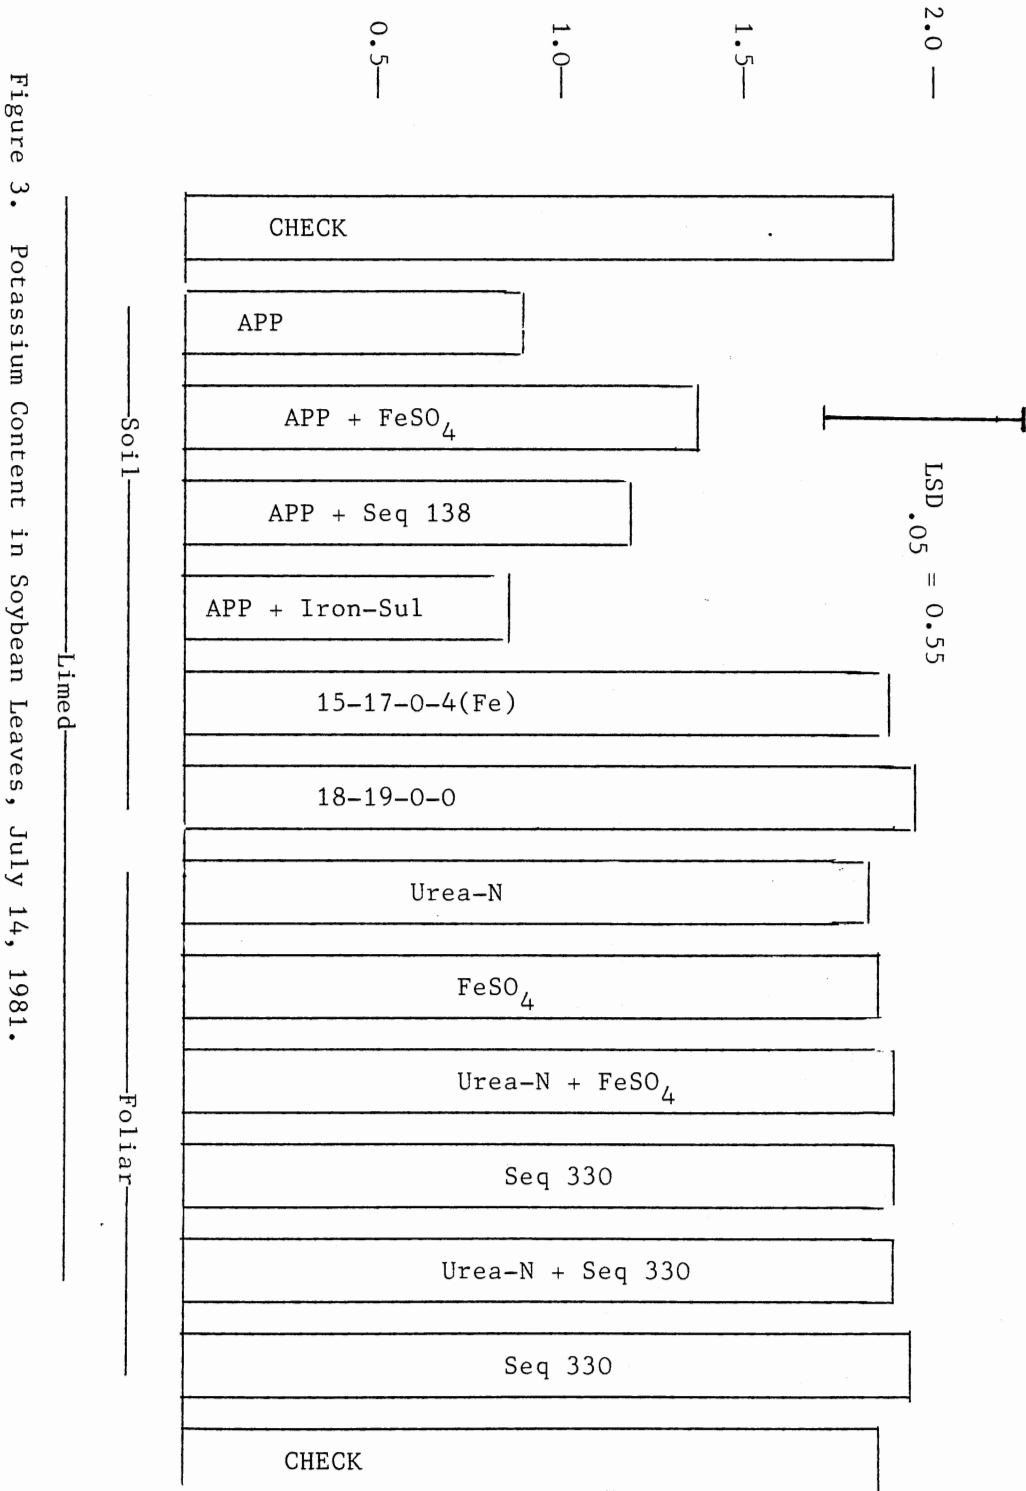 2.0
1.5
1.0
0.5
LSD .05 = 0.55
CHECK
APP
APP + FeSO4
APP + Seq 138
APP + Iron-Sul
15-17-0-4(Fe)
18-19-0-0
Urea-N
FeSO4
Urea-N + FeSO4
Seq 330
Urea-N + Seq 330
Seq 330
CHECK
Soil
Foliar
Limed
Figure 3. Potassium Content in Soybean Leaves, July 14, 1981.